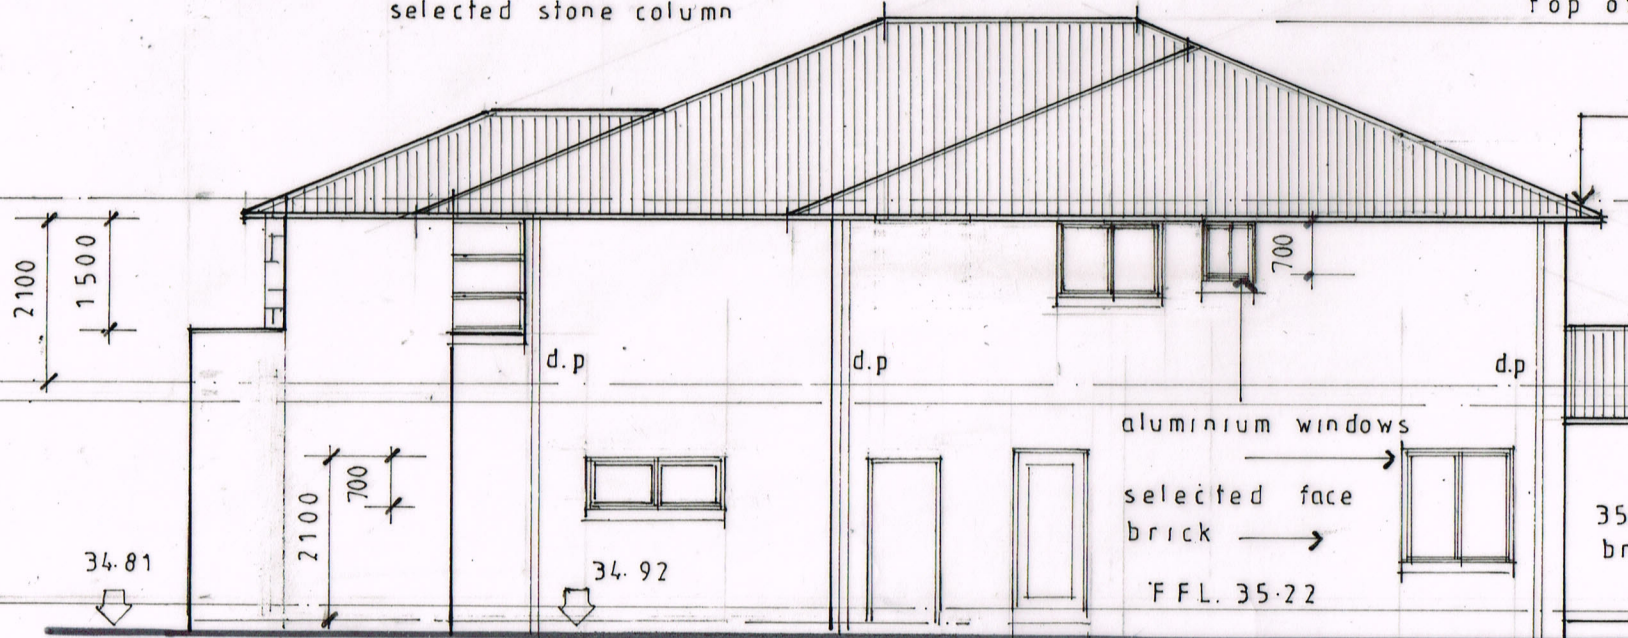 selected stone column
2100
1500
700
d.p
d.p
d.p
aluminium windows
700
2100
selected face
brick
34.81
34.92
FFL. 35.22
35